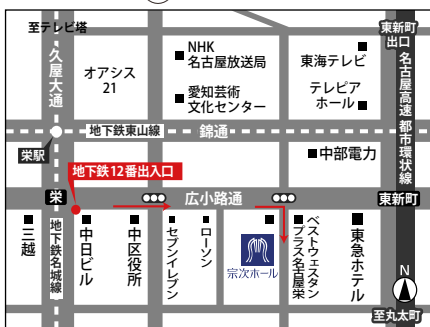 至テレビ塔
東新町
出口
久屋大通
オアシス
21
NHK
名古屋放送局
愛知芸術
文化センター
東海テレビ
テレピア
ホール
名古屋高速 都市環状線
地下鉄東山線
錦通
栄駅
中部電力
地下鉄12番出入口
栄
広小路通
東新町
三越
地下鉄名城線
中日ビル
中区役所
セブンイレブン
ローソン
宗次ホール
ベストウェスタン
プラス名古屋栄
東急ホテル
N
至丸太町